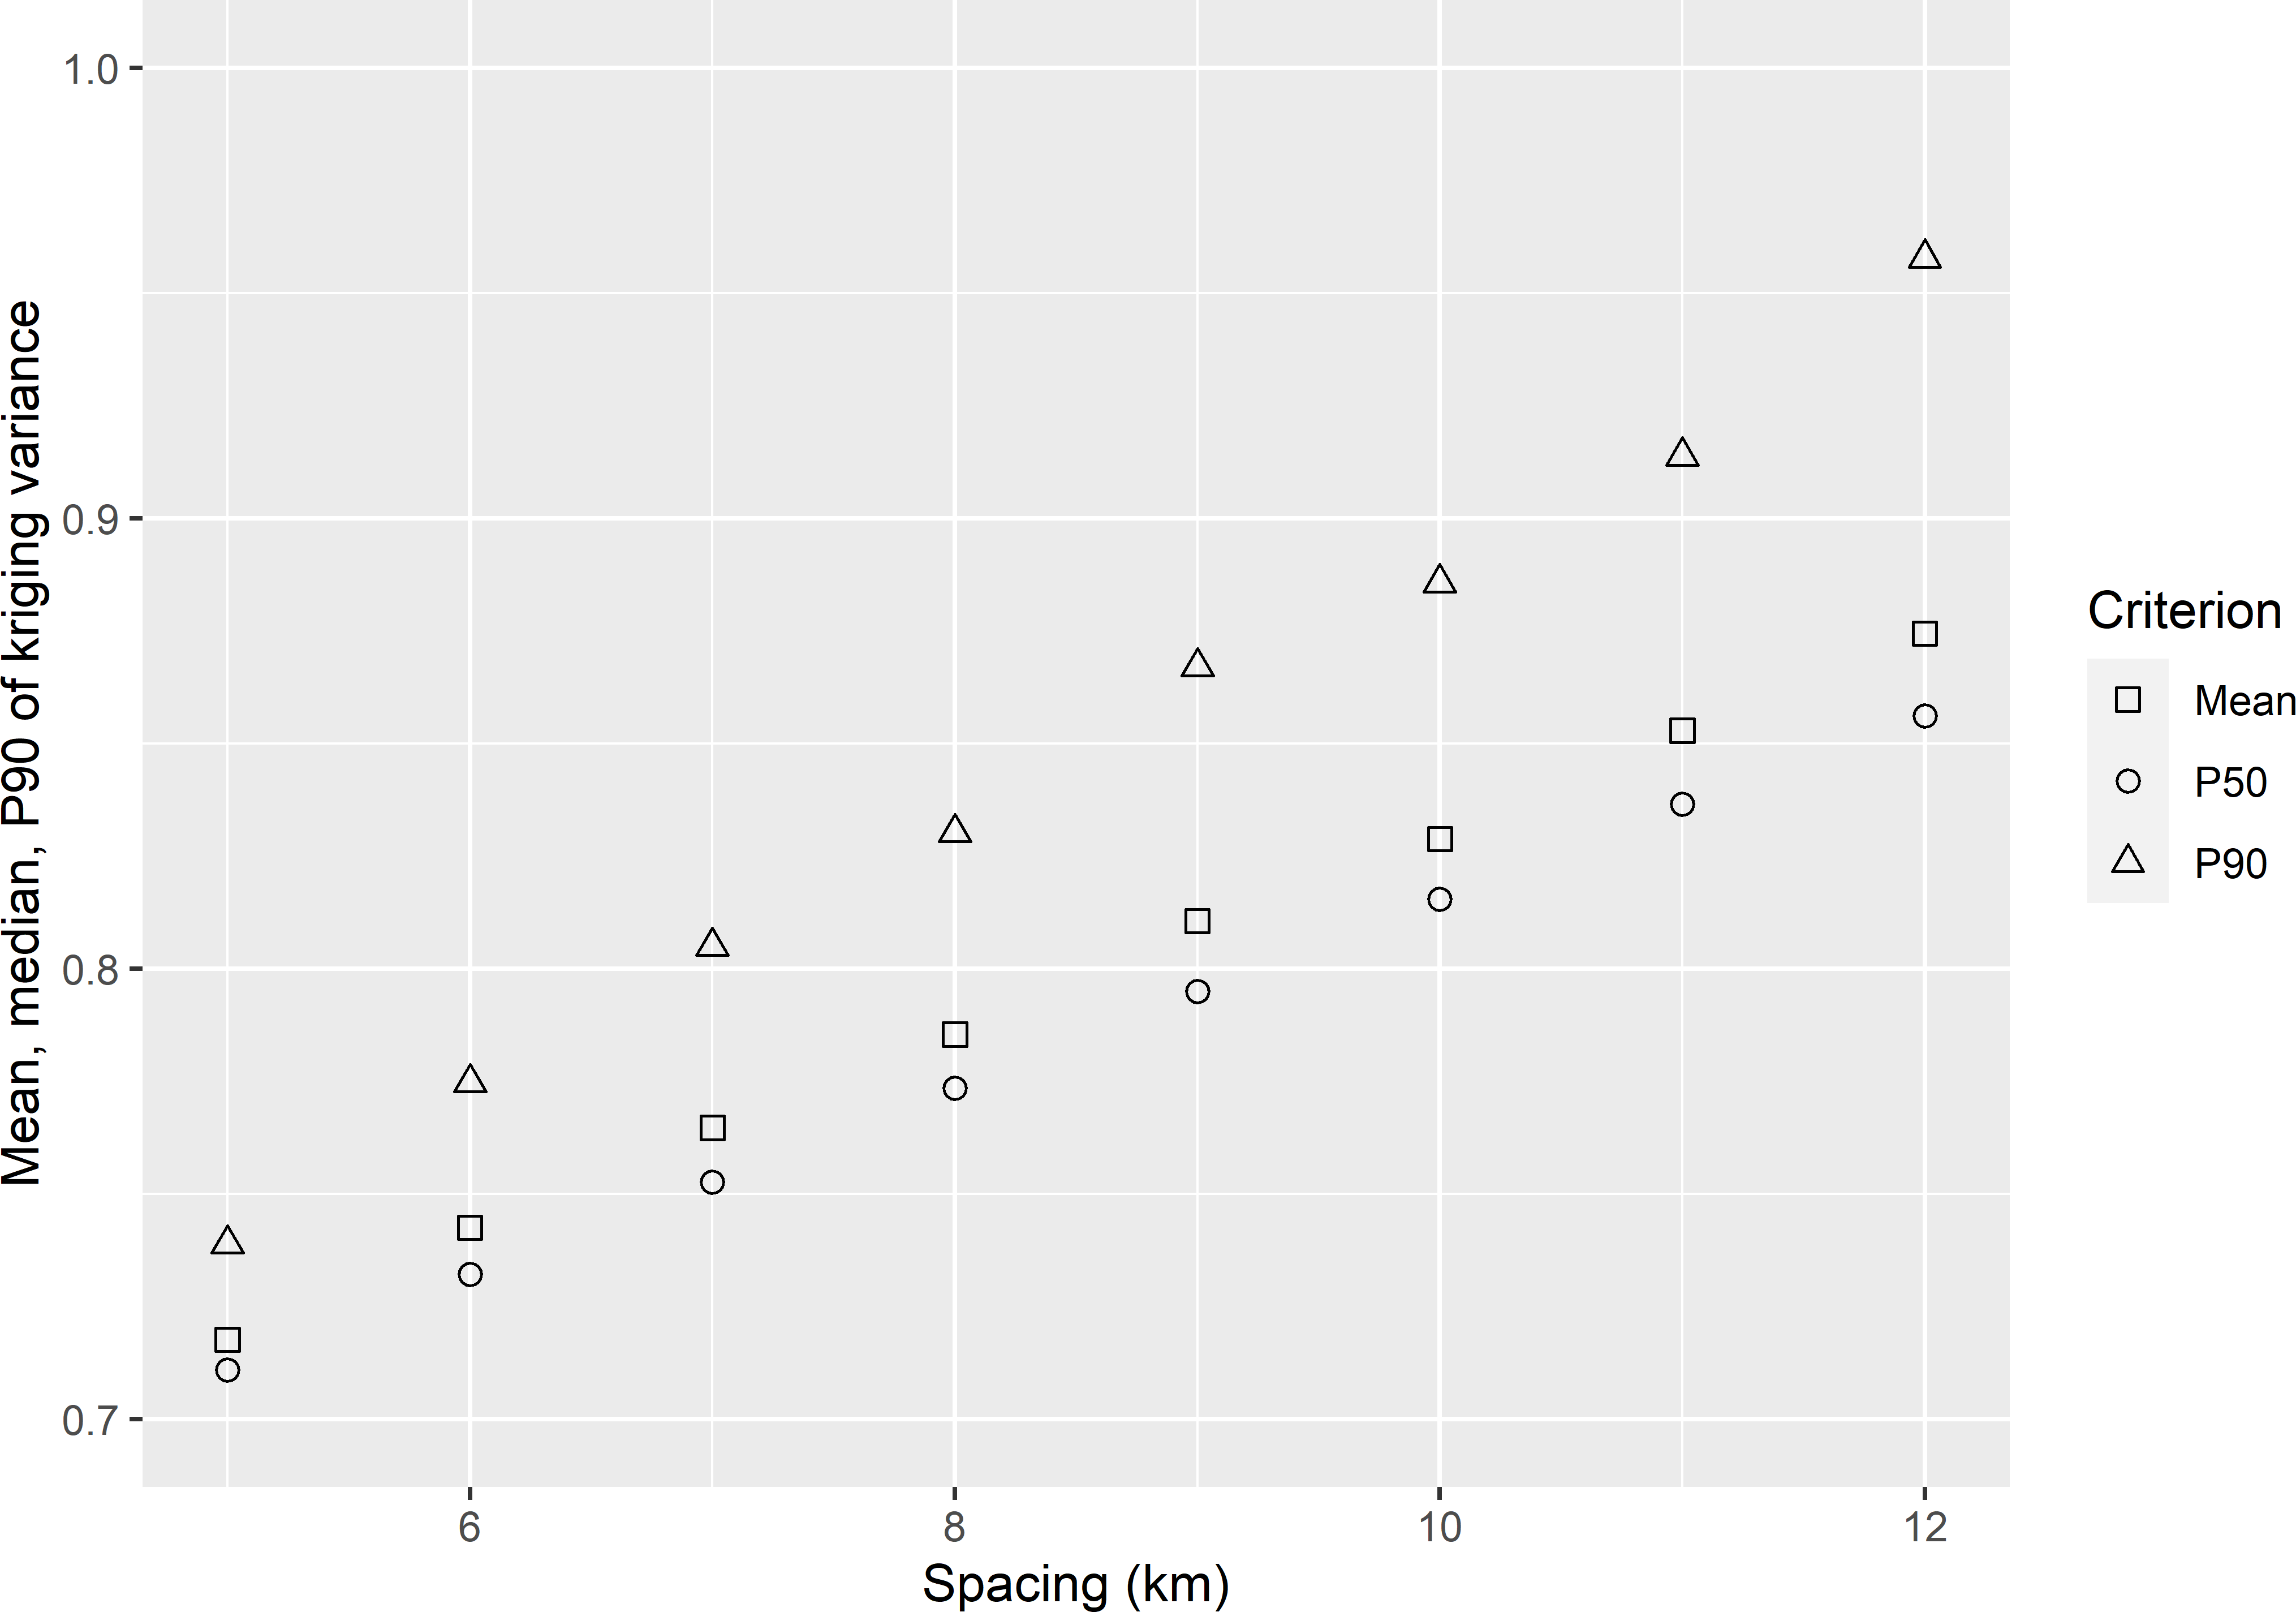 Mean, median, P90 of kriging variance
1.0
0.9
0.8
0.7
6
8
10
12
Spacing (km)
Criterion
Mean
P50
P90